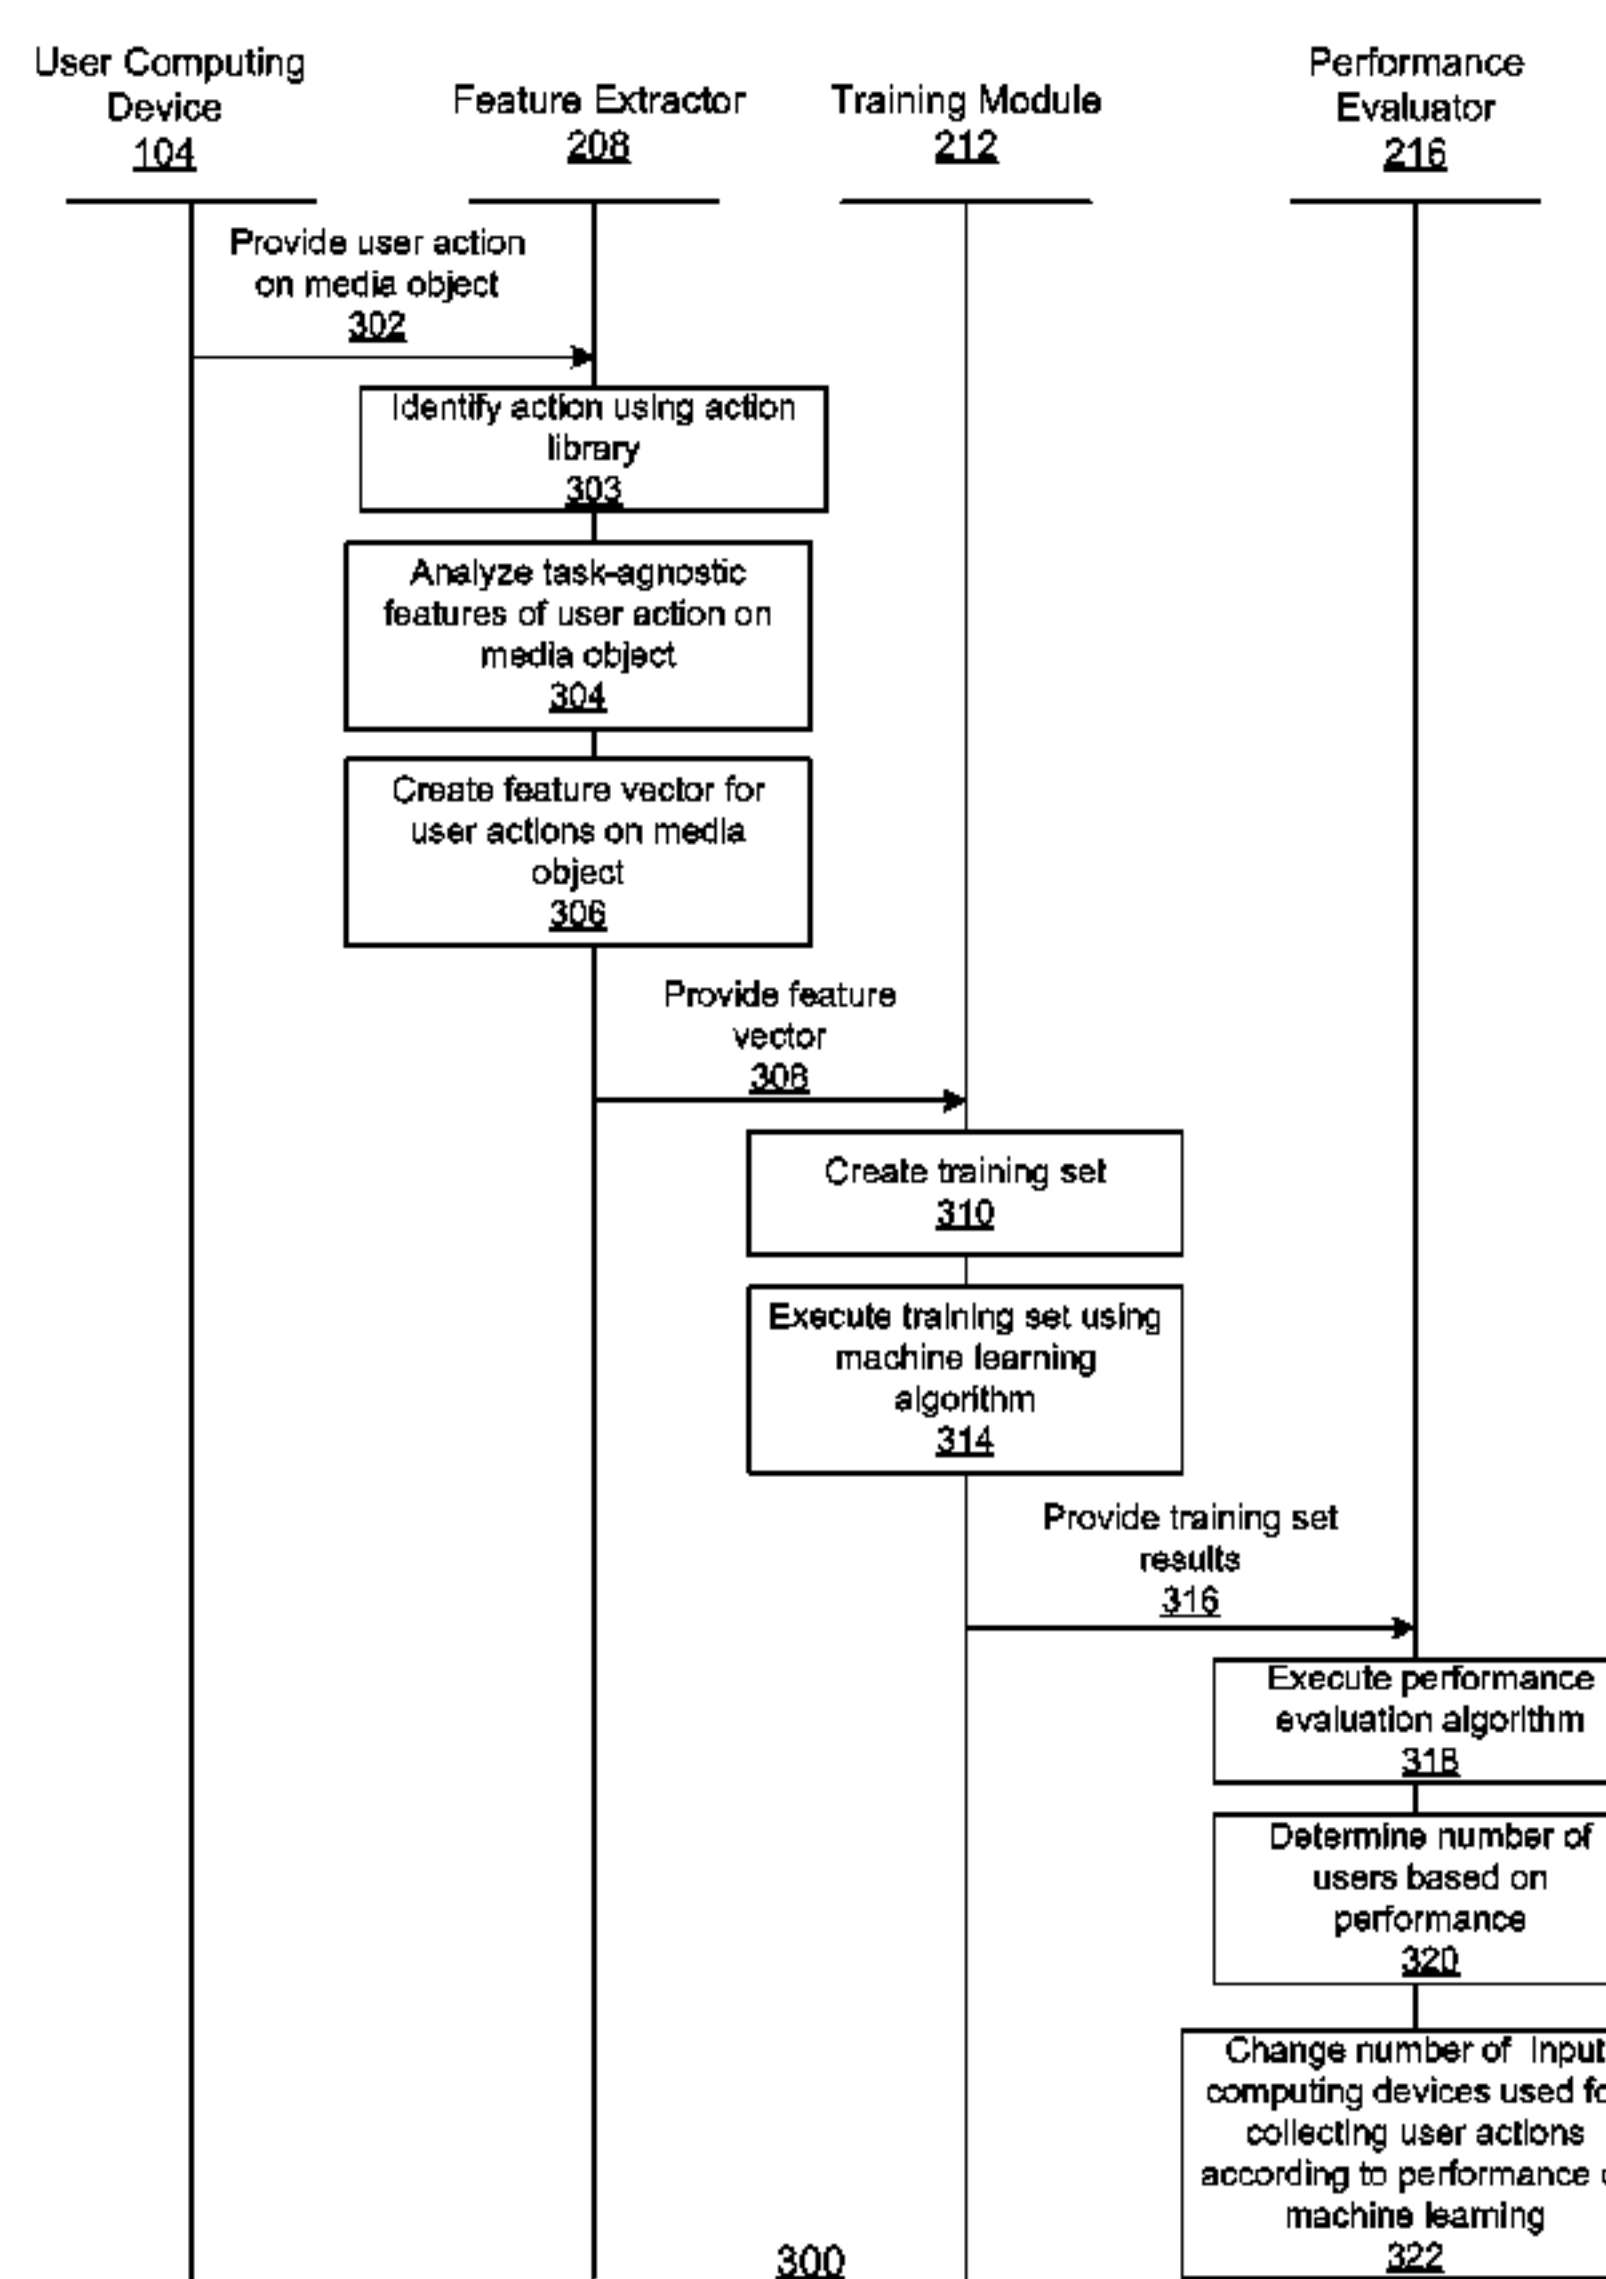 User Computing
Device
104
Feature Extractor
208
Training Module
212
Performance
Evaluator
216
Provide user action
on media object
302
Identify action using action
library
303
Analyze task-agnostic
features of user action on
media object
304
Create feature vector for
user actions on media
object
306
Provide feature
vector
308
Create training set
310
Execute training set using
machine learning
algorithm
314
Provide training set
results
316
Execute performance
evaluation algorithm
318
Determine number of
users based on
performance
320
Change number of Input
computing devices used
collecting user actions
according to performance
machine learning
322
300